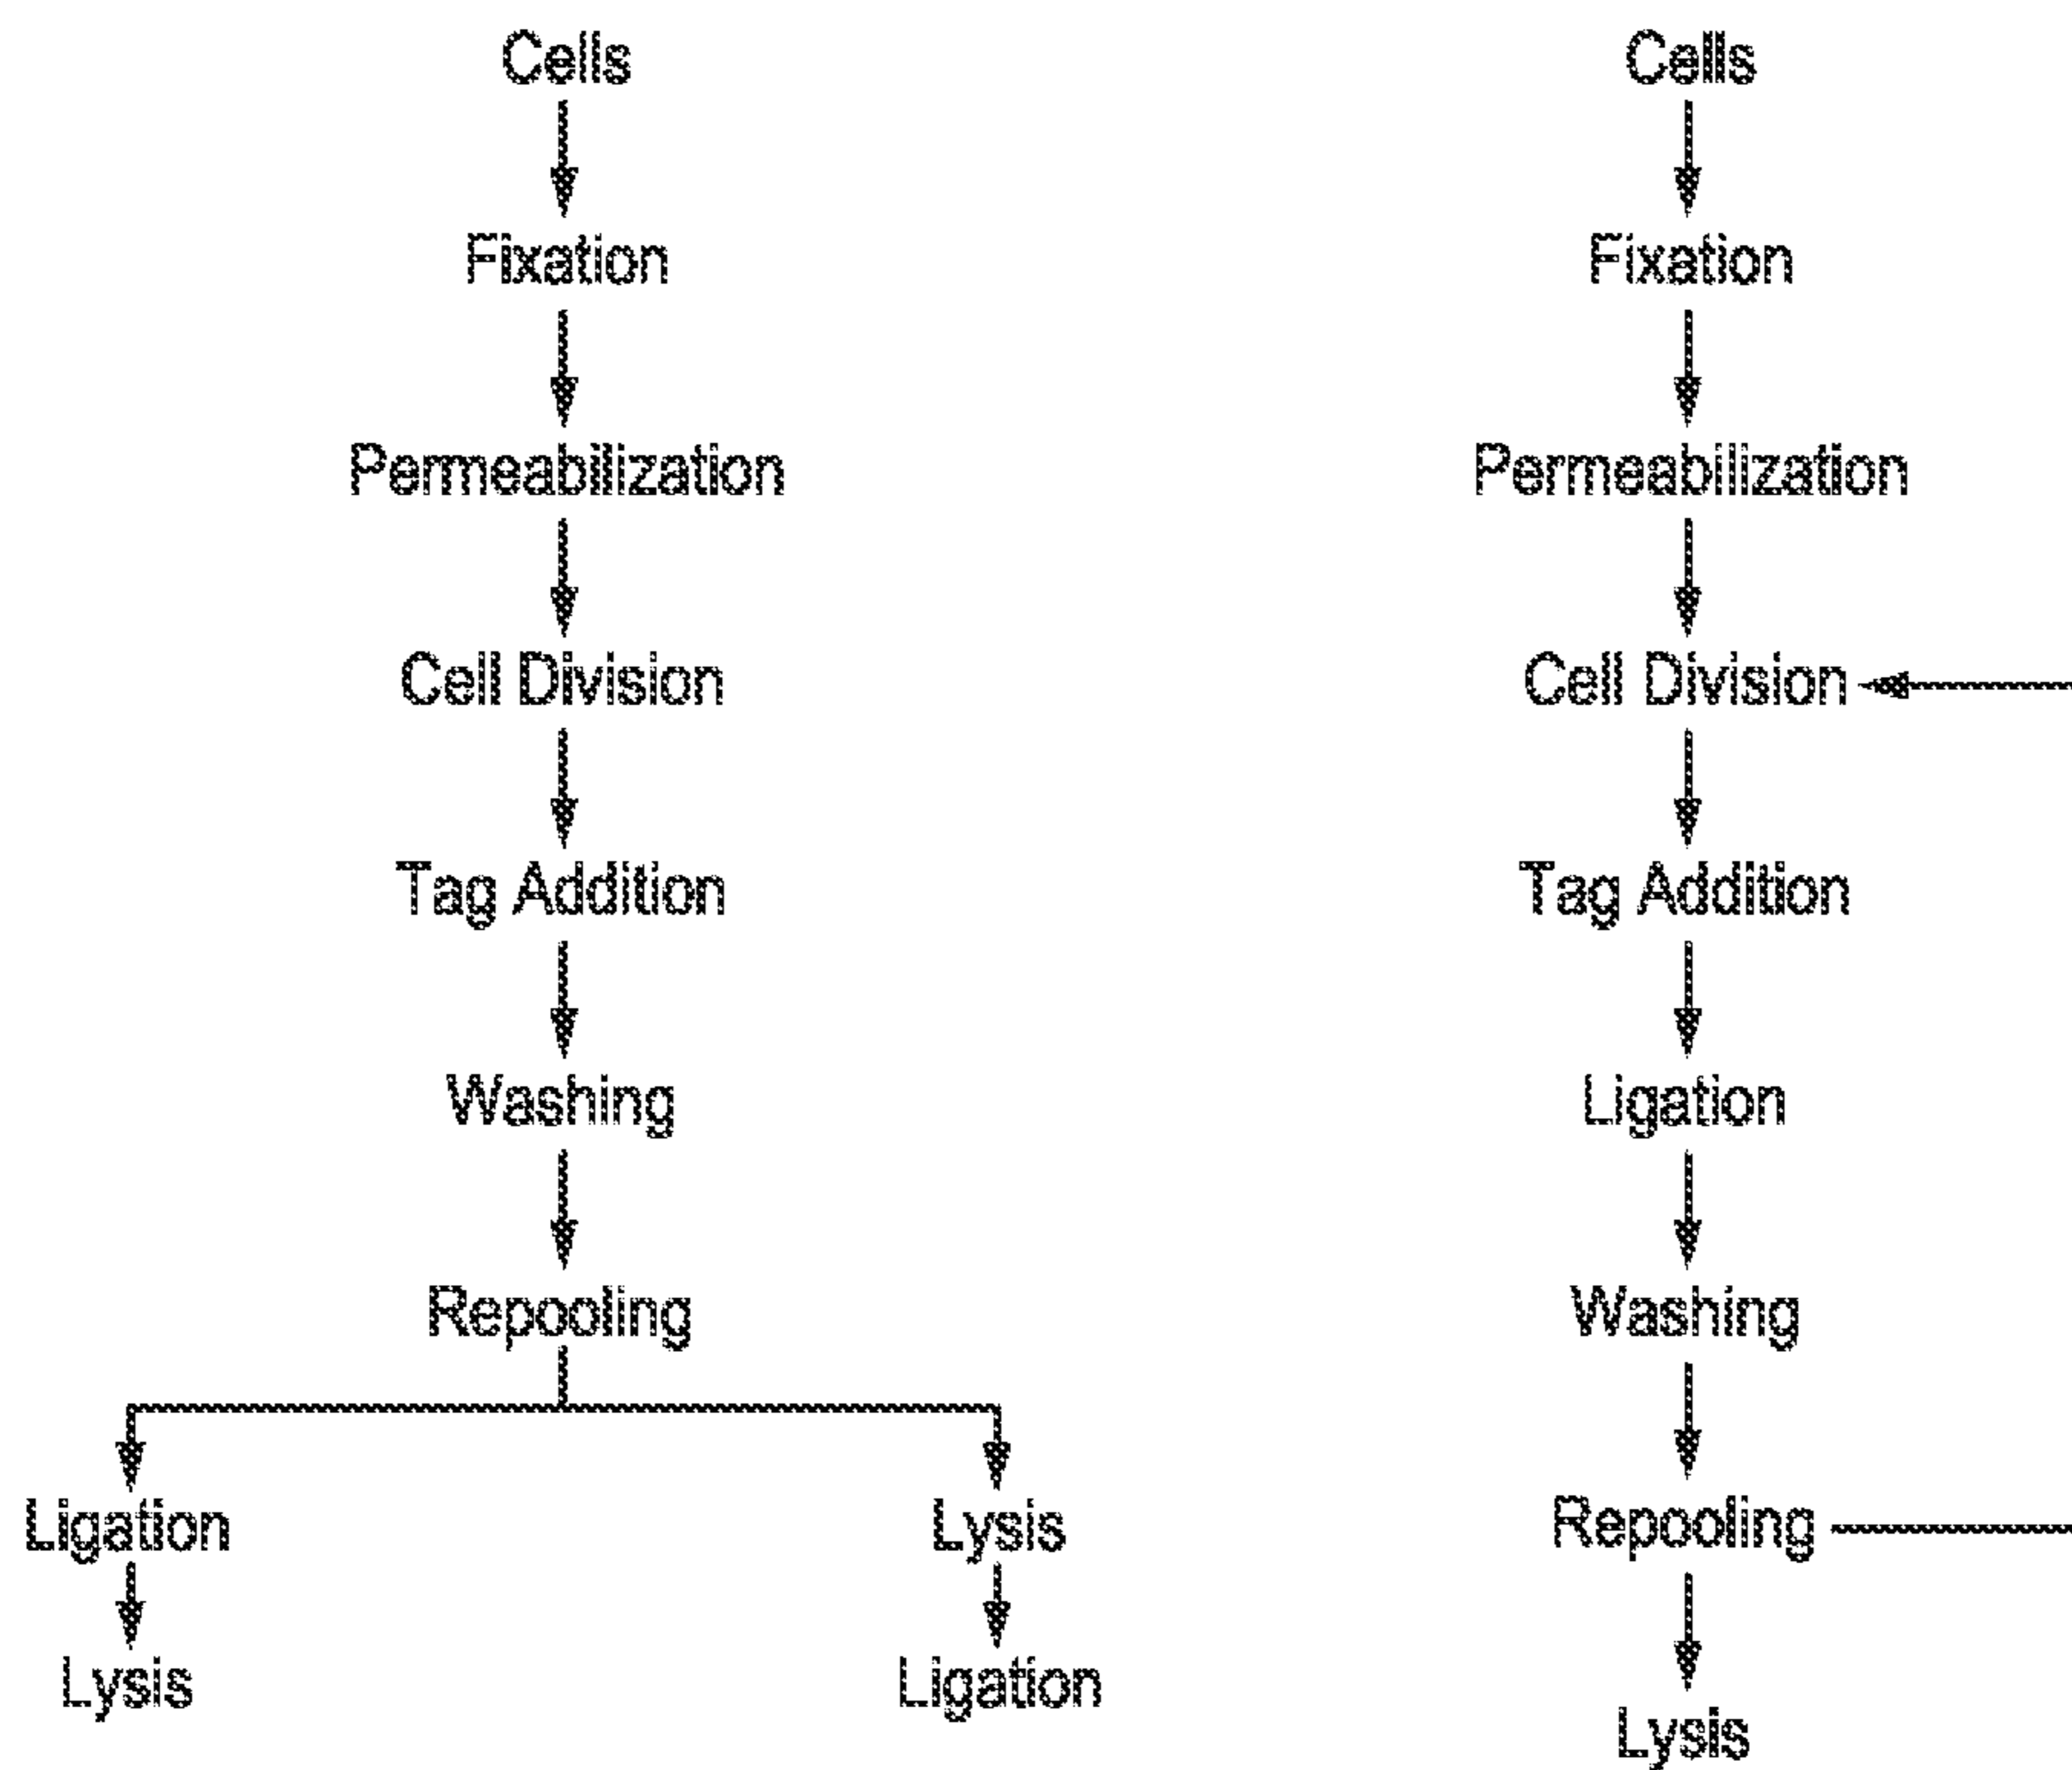 Cells
Fixation
Permeabilization
Cell Division
Tag Addition
Washing
Repooling
Ligation
Lysis
Lysis
Ligation
Cells
Fixation
Permeabilization
Cell Division
Tag Addition
Ligation
Washing
Repooling
Lysis